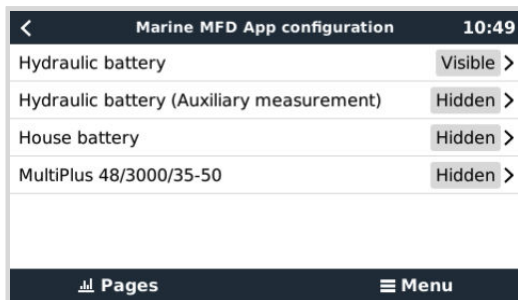 Marine MFD App configuration 10:49
Hydraulic battery Visible
Hydraulic battery (Auxiliary measurement) Hidden
House battery Hidden
MultiPlus 48/3000/35-50 Hidden
Pages Menu